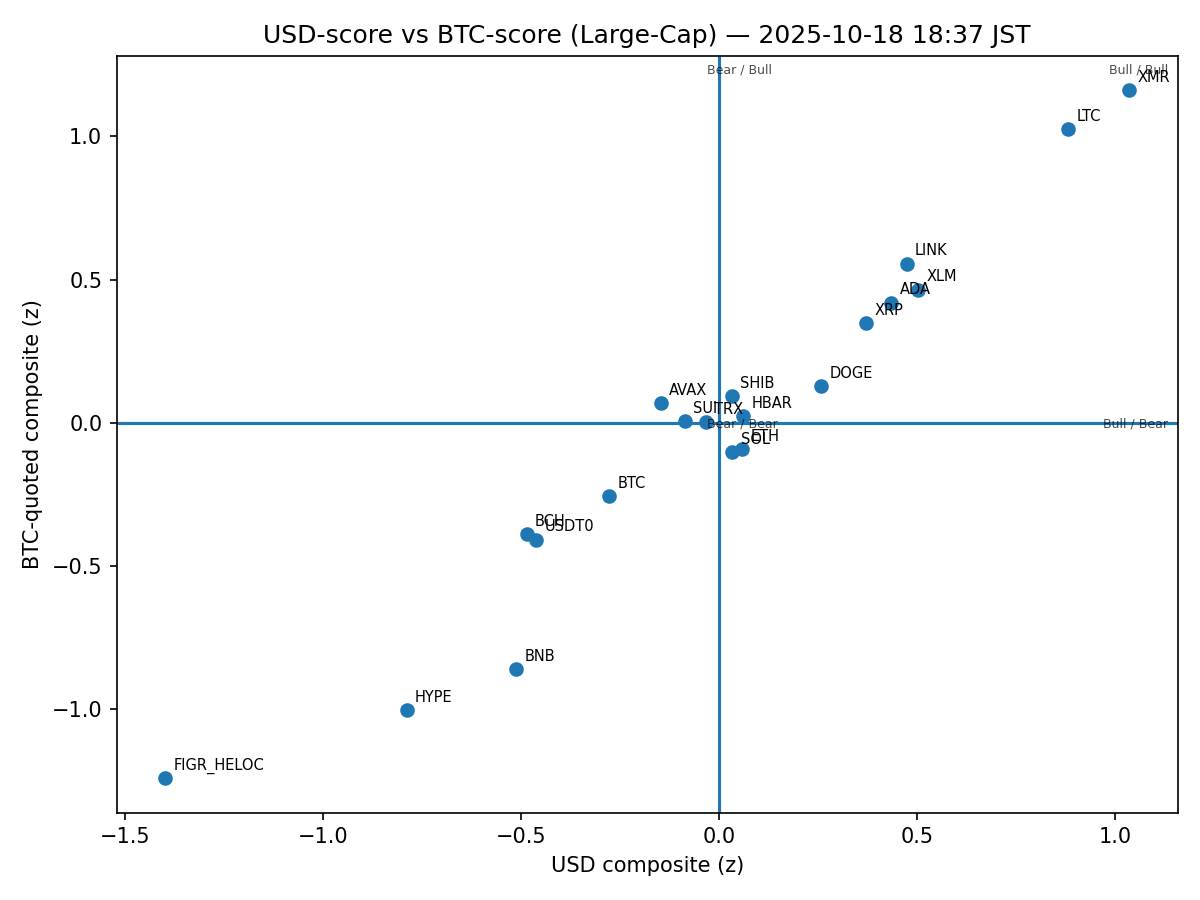 USD-score vs BTC-score (Large-Cap) — 2025-10-18 18:37 JST
Bear / Bull
Bull / Bull
XMR
LTC
1.0
LINK
XLM
0.5
ADA
XRP
DOGE
SHIB
AVAX
HBAR
SUI
TRX
0.0
Bear / Bear
Bull / Bear
ETH
SOL
BTC
BCH
USDT0
−0.5
BNB
HYPE
−1.0
FIGR_HELOC
BTC-quoted composite (z)
−1.5
−1.0
−0.5
0.0
0.5
1.0
USD composite (z)